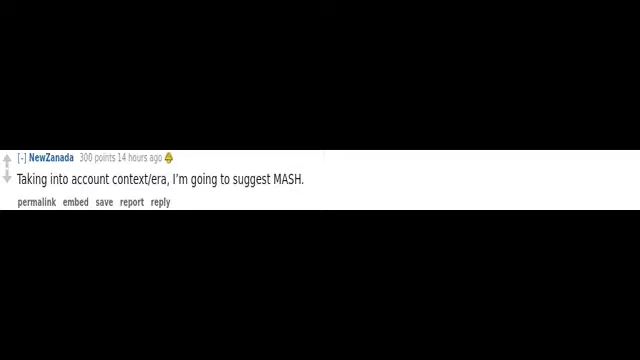 [-] NewZanada 300 points 14 hours ago
Taking into account context/era, I'm going to suggest MASH.
permalink embed save report reply